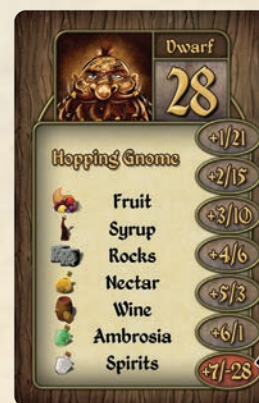 Dwarf
28
Hopping Gnome
+1/21
+2/15
Fruit
+3/10
Syrup
Rocks
+4/6
Nectar
+5/3
Wine
Ambrosia
+6/1
Spirits
+7/-28